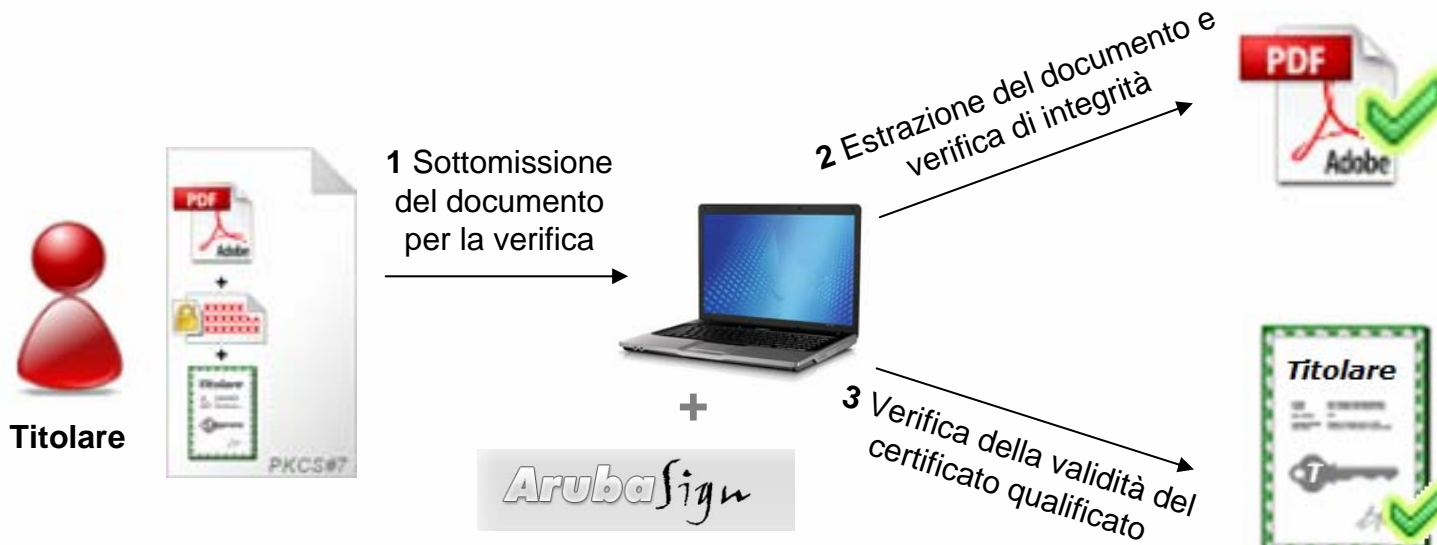 1 Sottomissione
del documento
per la verifica
2 Estrazione del documento e
verifica di integrità
PDF
Adobe
PDF
Adobe
+
+
Titolare
PKCS#7
Titolare
+
ArubaSign
3 Verifica della validità del
certificato qualificato
Titolare
T